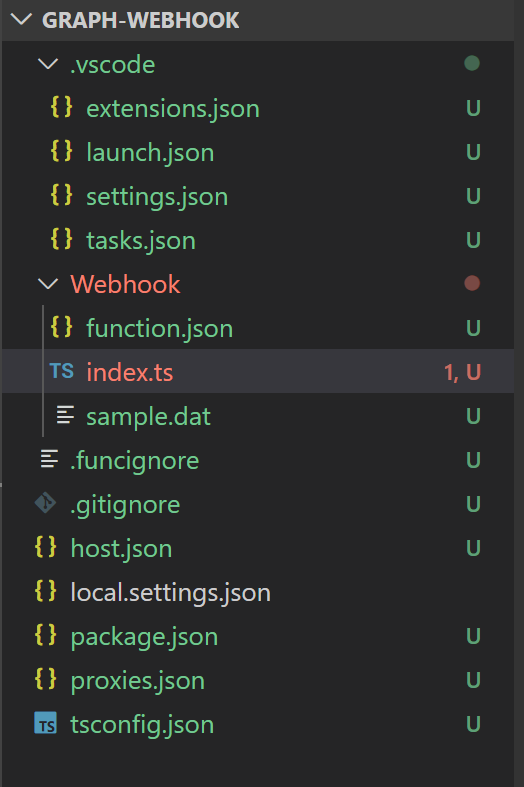 GRAPH-WEBHOOK
.vscode
{} extensions.json U
{} launch.json U
{} settings.json U
{} tasks.json U
Webhook
{} function.json U
TS index.ts 1, U
sample.dat U
.funcignore U
.gitignore U
{} host.json U
{} local.settings.json
{} package.json U
{} proxies.json U
TS tsconfig.json U